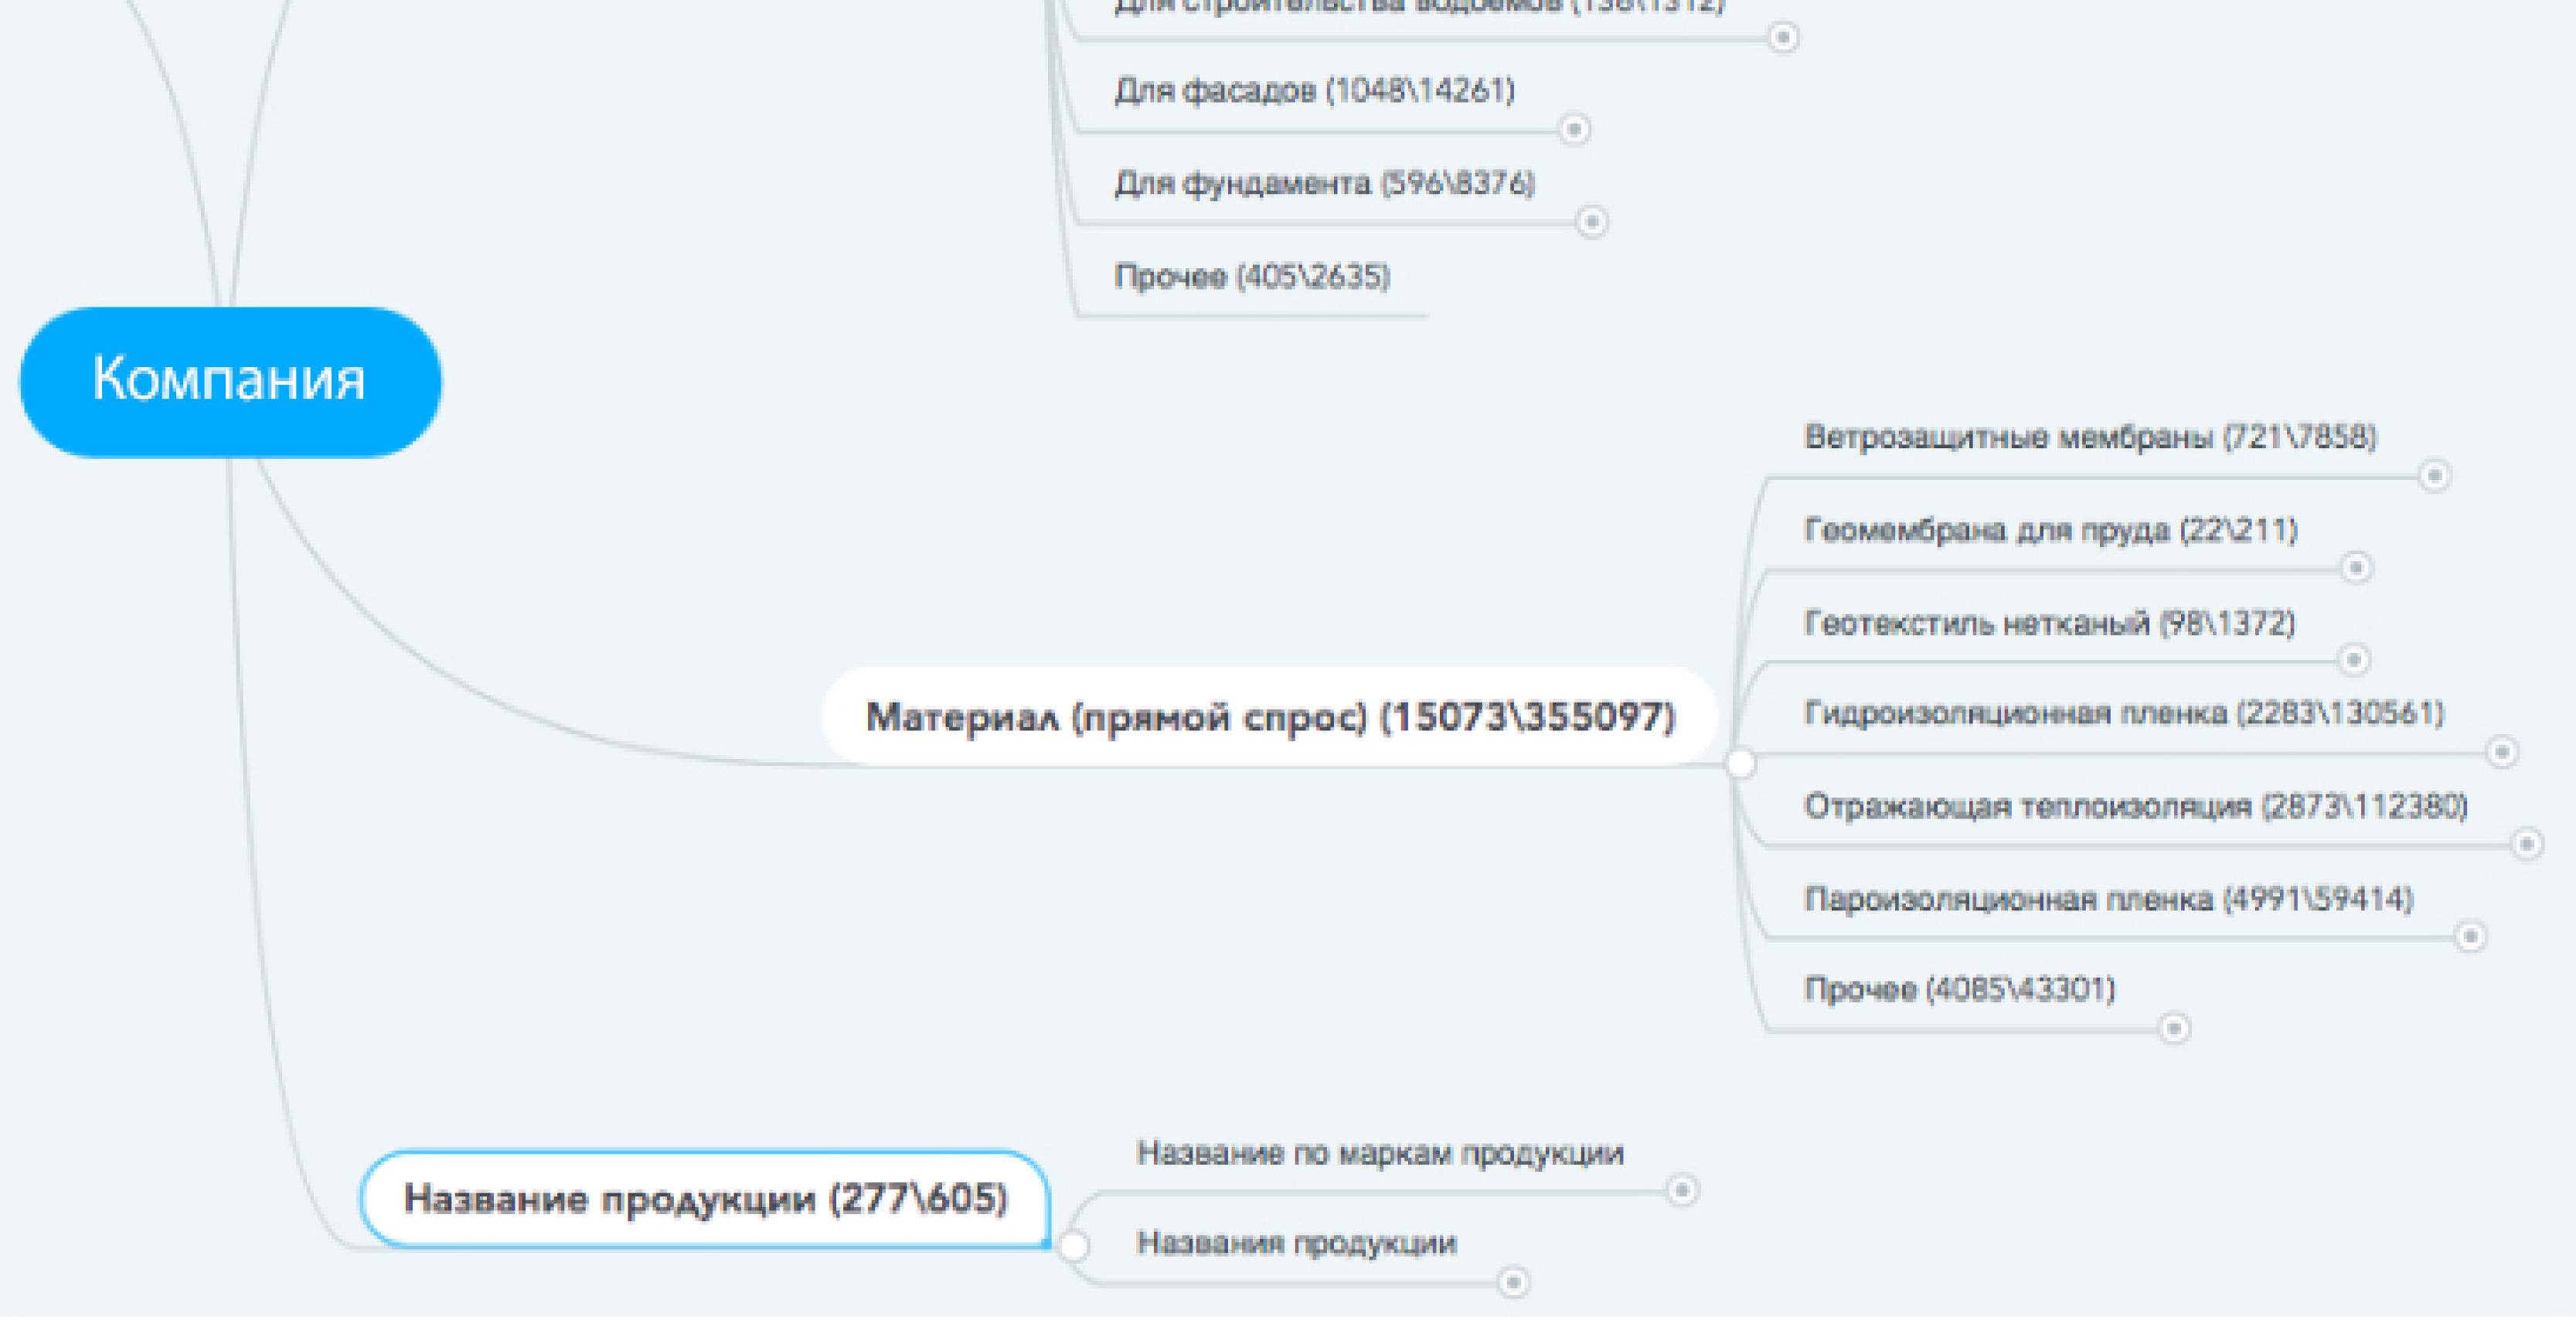 Для строительства водоемов (136\1312)
Для фасадов (1048\14261)
Для фундамента (596\8376)
Прочее (405\2635)
Компания
Ветрозащитные мембраны (721\7858)
Геомембрана для пруда (22\211)
Геотекстиль нетканый (98\1372)
Гидроизоляционная пленка (2283\130561)
Материал (прямой спрос) (15073\355097)
Отражающая теплоизоляция (2873\112380)
Пароизоляционная пленка (4991\59414)
Прочее (4085\43301)
Название продукции (277\605)
Название по маркам продукции
Названия продукции